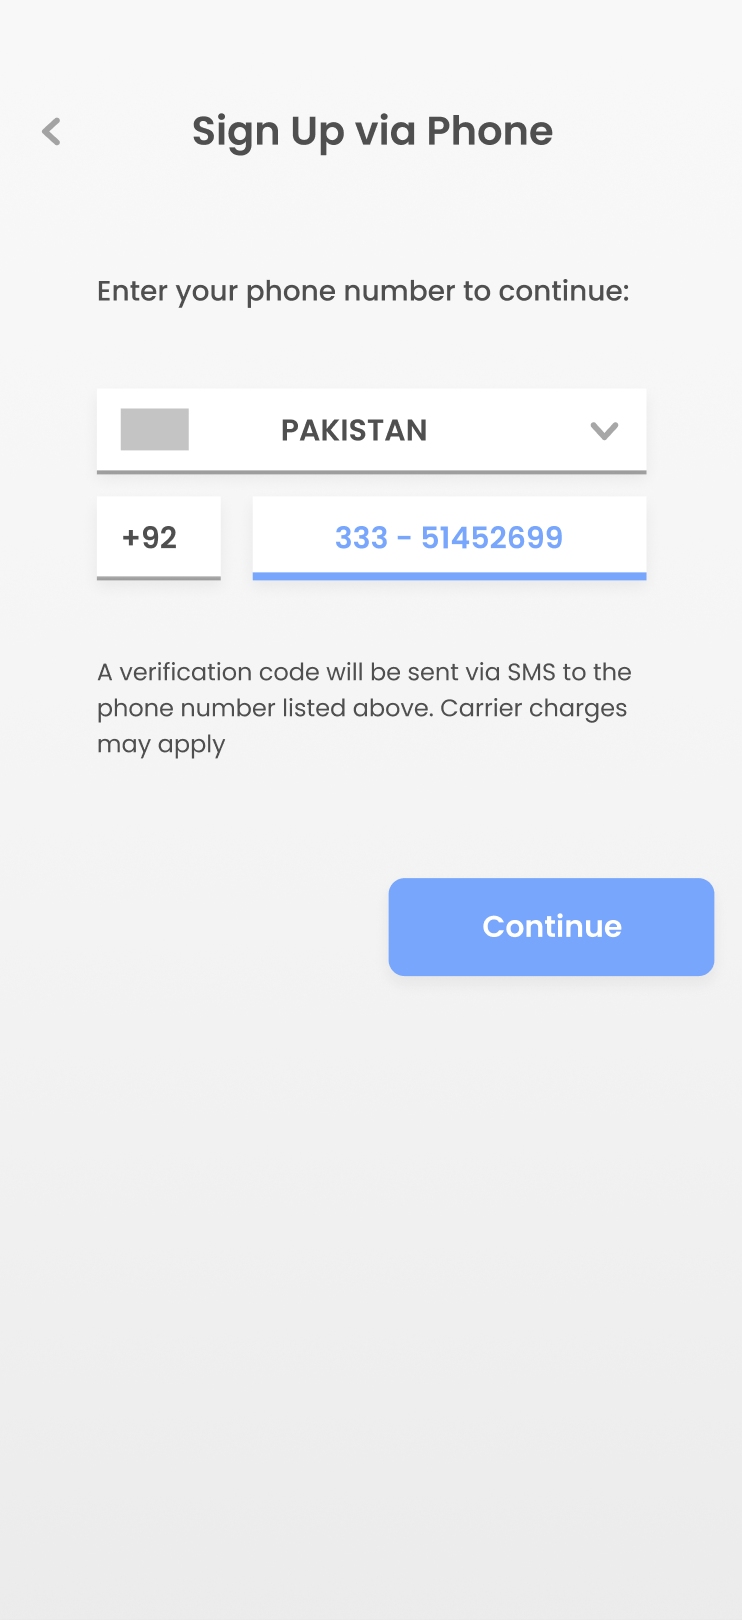 Sign Up via Phone
Enter your phone number to continue:
PAKISTAN
+92 333 - 51452699
A verification code will be sent via SMS to the
phone number listed above. Carrier charges
may apply
Continue